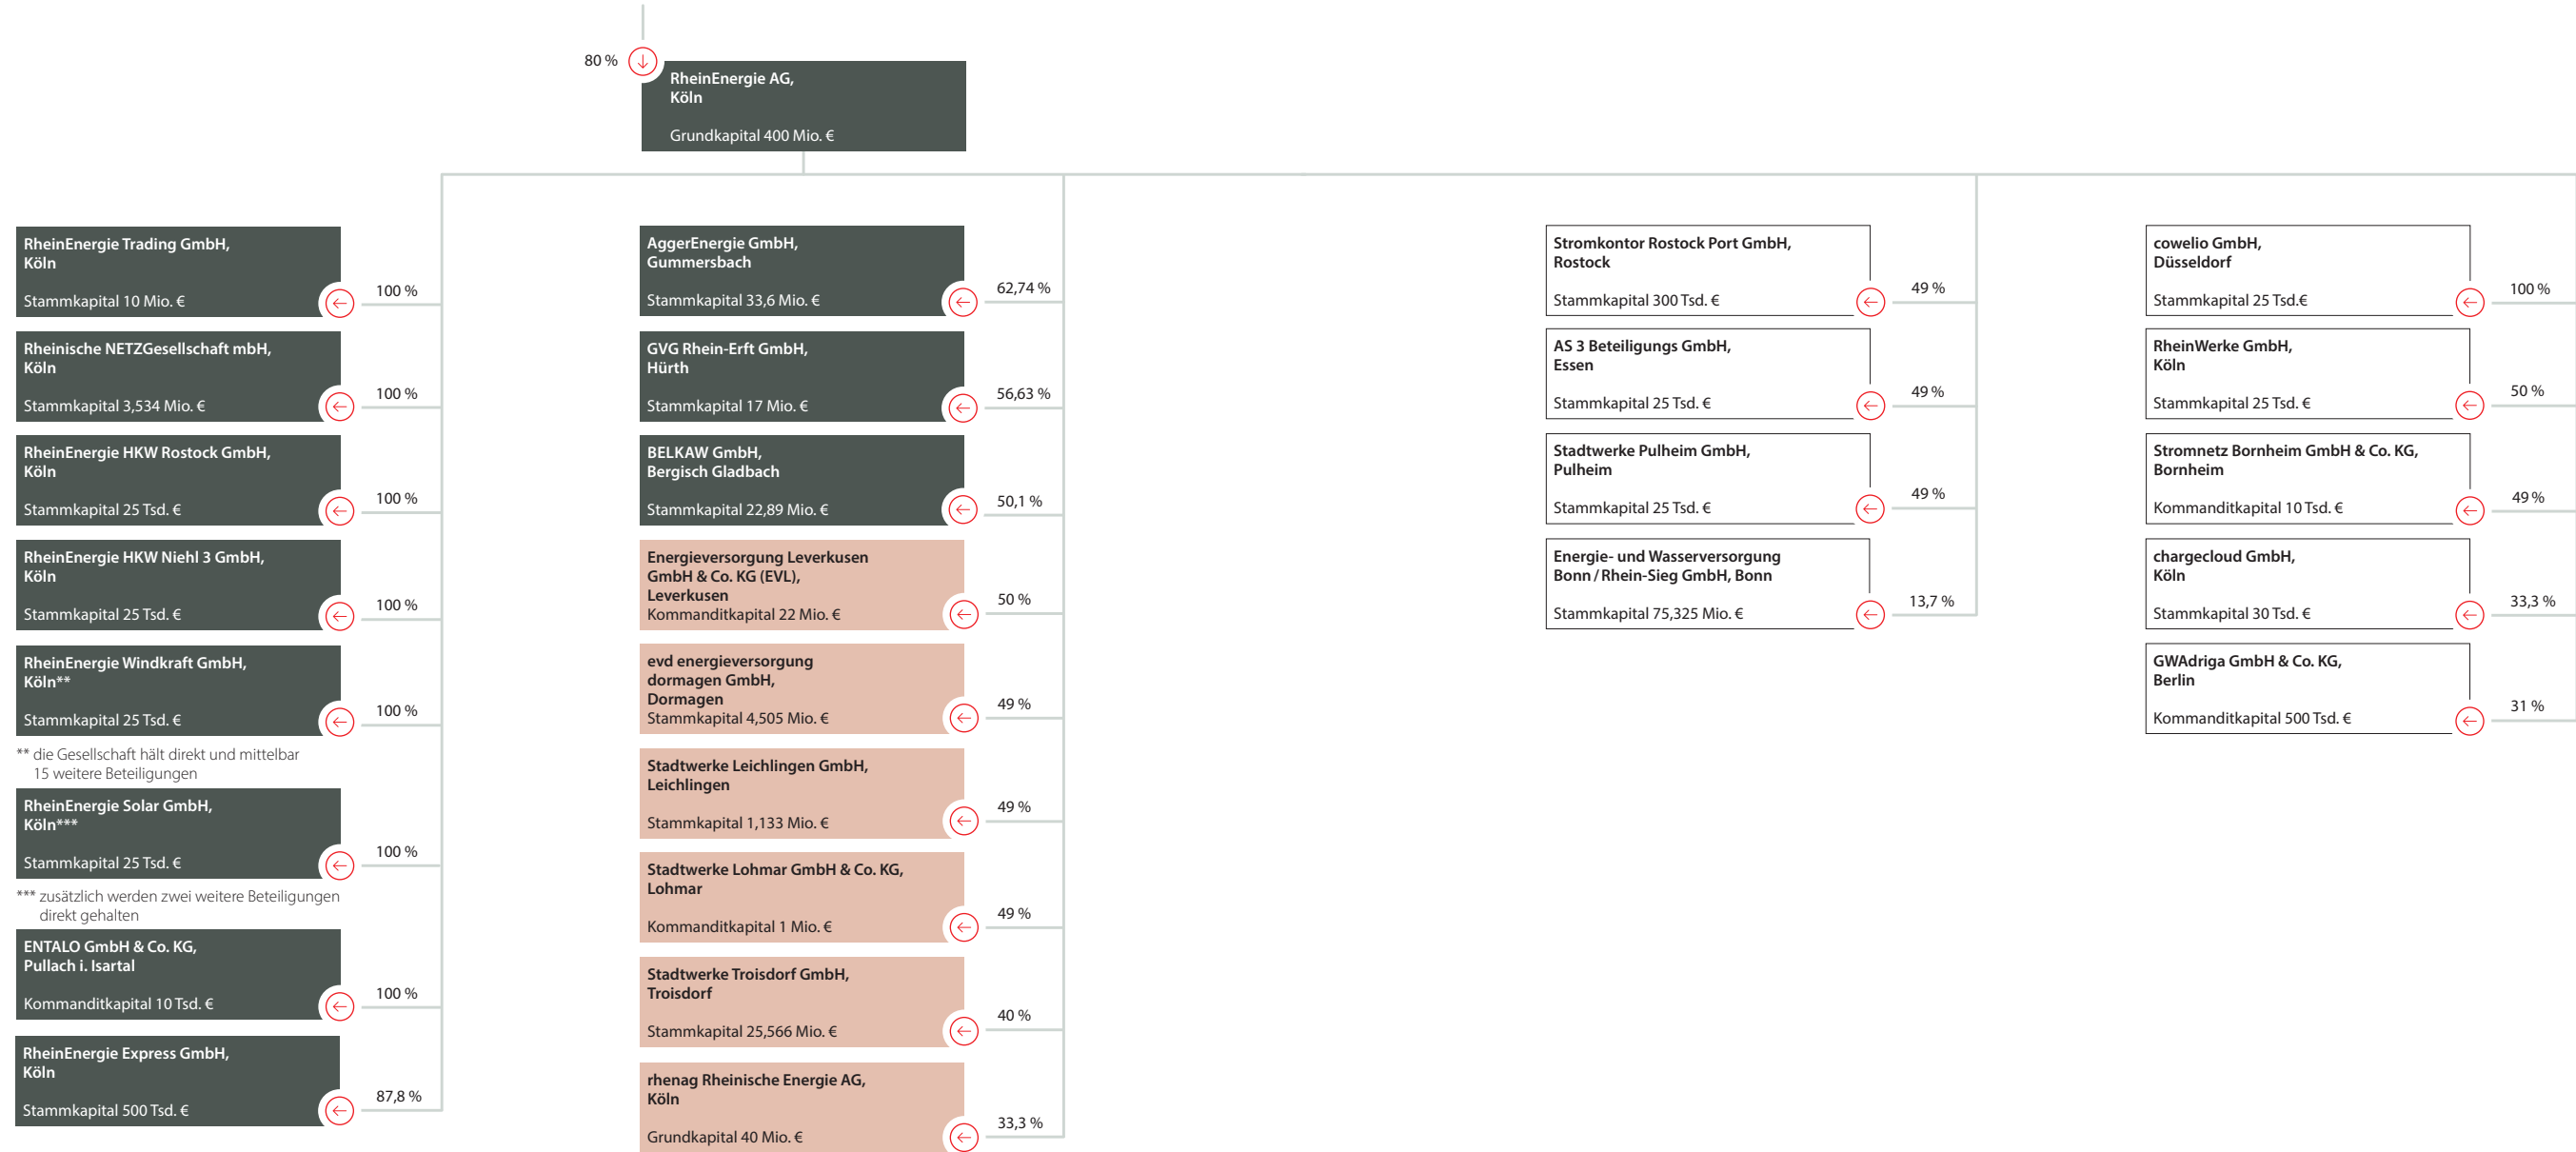 80 %
RheinEnergie AG,
Köln
Grundkapital 400 Mio. €
RheinEnergie Trading GmbH,
Köln
Stammkapital 10 Mio. €
100 %
Rheinische NETZGesellschaft mbH,
Köln
Stammkapital 3,534 Mio. €
100 %
RheinEnergie HKW Rostock GmbH,
Köln
Stammkapital 25 Tsd. €
100 %
RheinEnergie HKW Niehl 3 GmbH,
Köln
Stammkapital 25 Tsd. €
100 %
RheinEnergie Windkraft GmbH,
Köln**
Stammkapital 25 Tsd. €
100 %
** die Gesellschaft hält direkt und mittelbar
15 weitere Beteiligungen
RheinEnergie Solar GmbH,
Köln***
Stammkapital 25 Tsd. €
100 %
*** zusätzlich werden zwei weitere Beteiligungen
direkt gehalten
ENTALO GmbH & Co. KG,
Pullach i. Isartal
Kommanditkapital 10 Tsd. €
100 %
RheinEnergie Express GmbH,
Köln
Stammkapital 500 Tsd. €
87,8 %
AggerEnergie GmbH,
Gummersbach
Stammkapital 33,6 Mio. €
62,74 %
GVG Rhein-Erft GmbH,
Hürth
Stammkapital 17 Mio. €
56,63 %
BELKAW GmbH,
Bergisch Gladbach
Stammkapital 22,89 Mio. €
50,1 %
Energieversorgung Leverkusen
GmbH & Co. KG (EVL),
Leverkusen
Kommanditkapital 22 Mio. €
50 %
evd energieversorgung
dormagen GmbH,
Dormagen
Stammkapital 4,505 Mio. €
49 %
Stadtwerke Leichlingen GmbH,
Leichlingen
Stammkapital 1,133 Mio. €
49 %
Stadtwerke Lohmar GmbH & Co. KG,
Lohmar
Kommanditkapital 1 Mio. €
49 %
Stadtwerke Troisdorf GmbH,
Troisdorf
Stammkapital 25,566 Mio. €
40 %
rhenag Rheinische Energie AG,
Köln
Grundkapital 40 Mio. €
33,3 %
Stromkontor Rostock Port GmbH,
Rostock
Stammkapital 300 Tsd. €
49 %
AS 3 Beteiligungs GmbH,
Essen
Stammkapital 25 Tsd. €
49 %
Stadtwerke Pulheim GmbH,
Pulheim
Stammkapital 25 Tsd. €
49 %
Energie- und Wasserversorgung
Bonn / Rhein-Sieg GmbH, Bonn
Stammkapital 75,325 Mio. €
13,7 %
cowelio GmbH,
Düsseldorf
Stammkapital 25 Tsd.€
100 %
RheinWerke GmbH,
Köln
Stammkapital 25 Tsd. €
50 %
Stromnetz Bornheim GmbH & Co. KG,
Bornheim
Kommanditkapital 10 Tsd. €
49 %
chargecloud GmbH,
Köln
Stammkapital 30 Tsd. €
33,3 %
GWAdriga GmbH & Co. KG,
Berlin
Kommanditkapital 500 Tsd. €
31 %